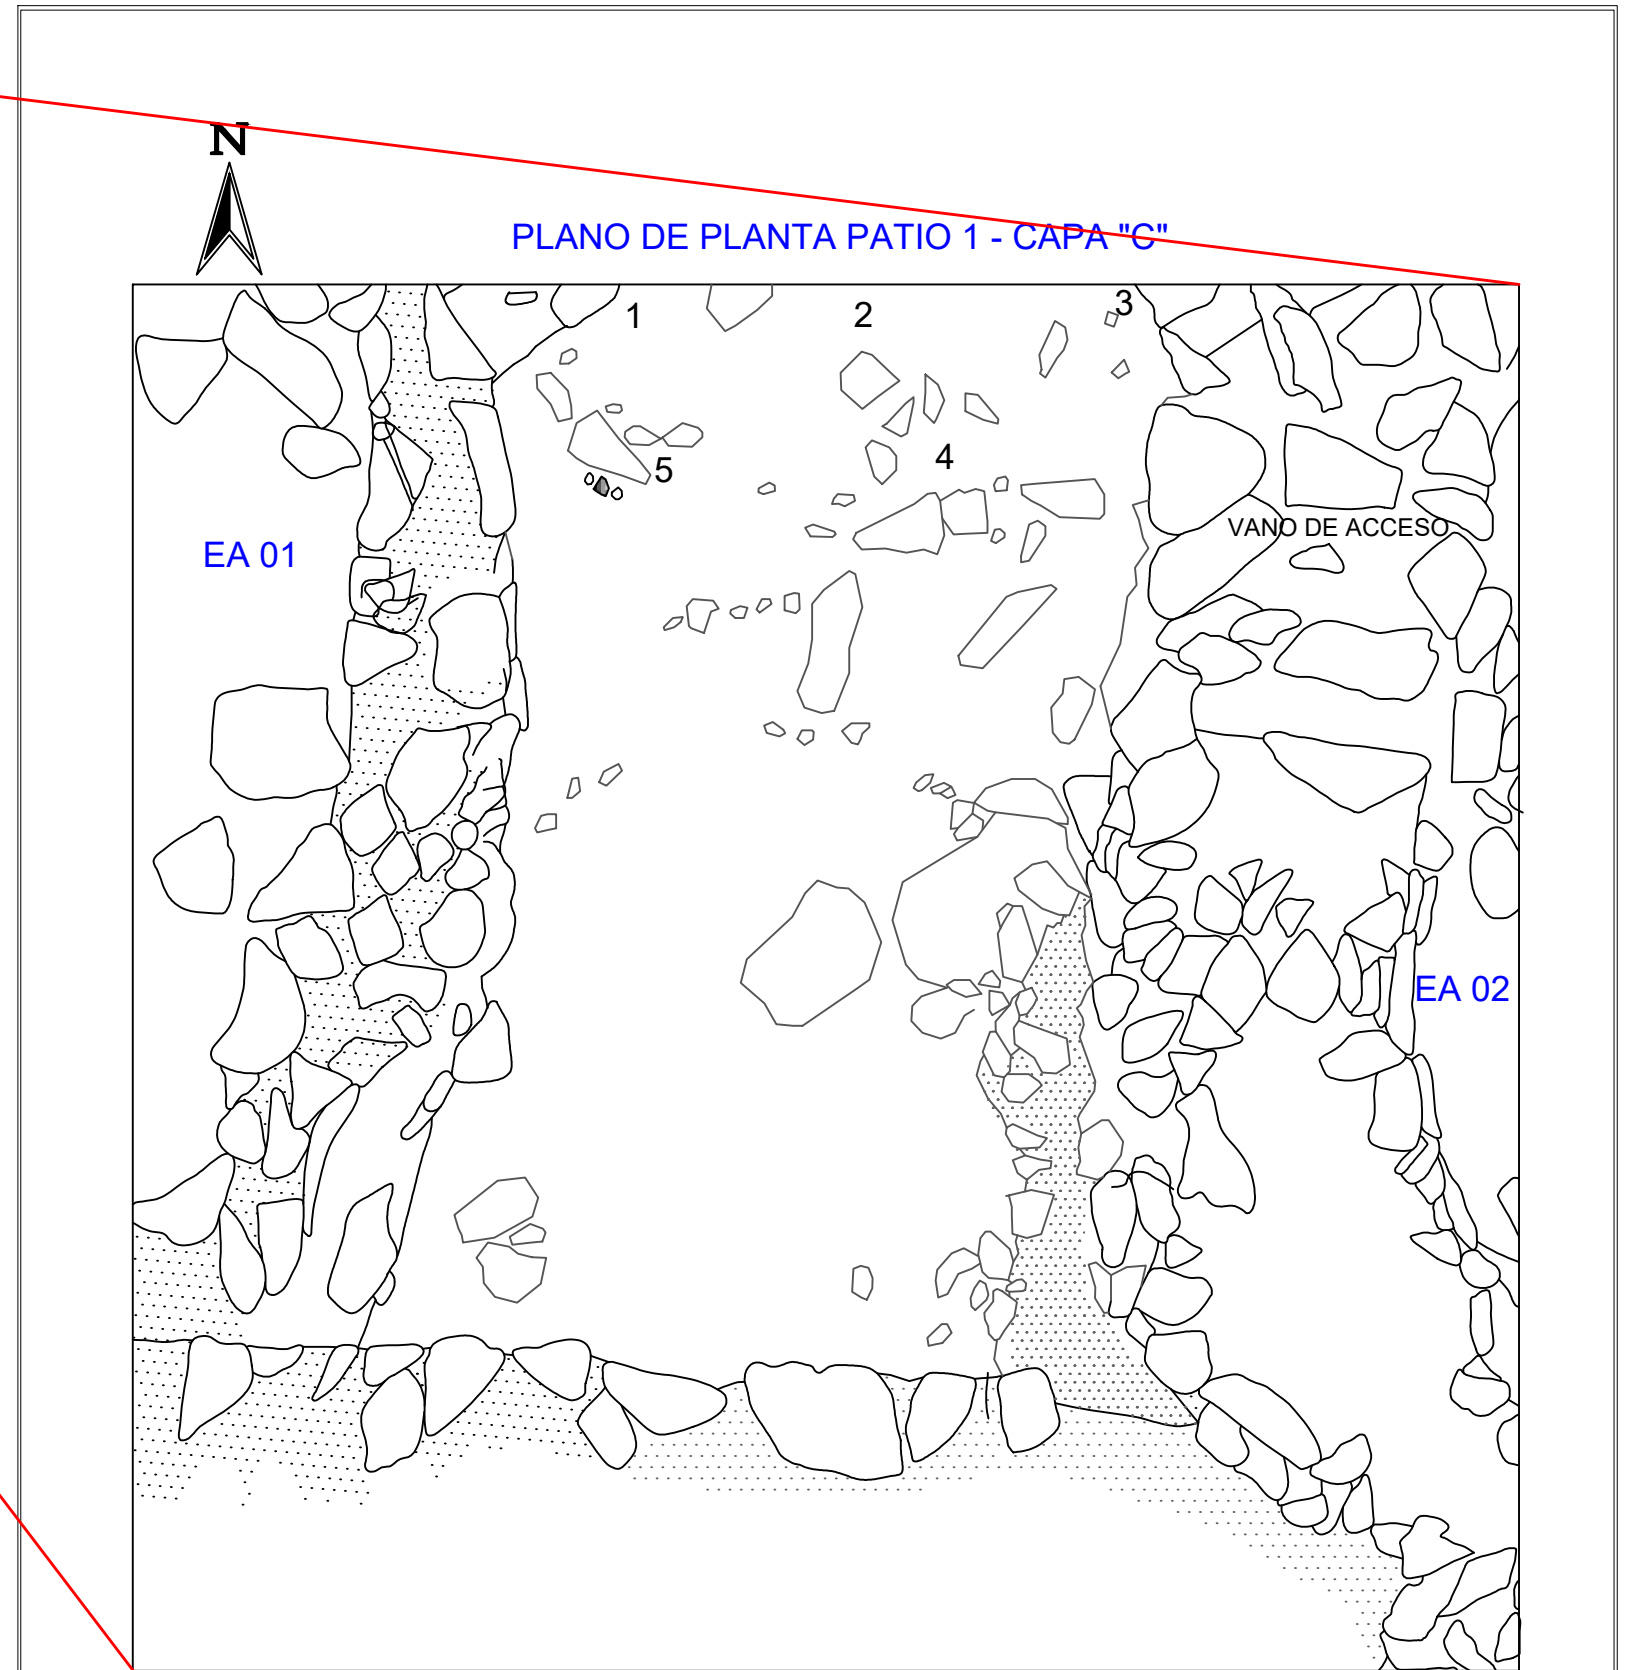 N
PLANO DE PLANTA PATIO 1 - CAPA "C"
1
2
3
4
5
VANO DE ACCESO
EA 01
EA 02